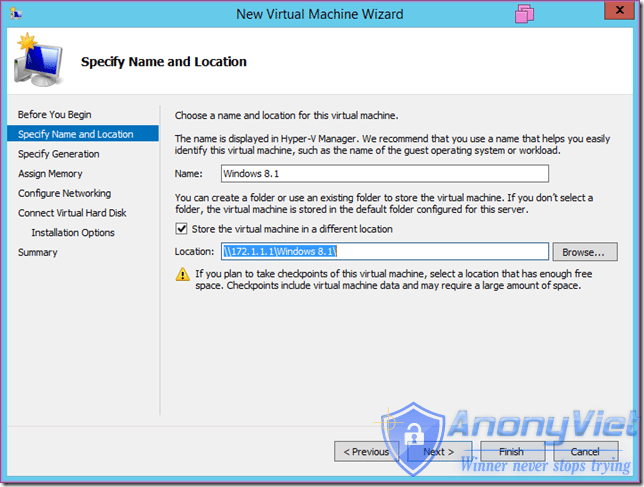 New Virtual Machine Wizard
x
Specify Name and Location
Before You Begin
Specify Name and Location
Specify Generation
Assign Memory
Configure Networking
Connect Virtual Hard Disk
Installation Options
Summary
Choose a name and location for this virtual machine.
The name is displayed in Hyper-V Manager. We recommend that you use a name that helps you easily
identify this virtual machine, such as the name of the guest operating system or workload.
Name: Windows 8.1
You can create a folder or use an existing folder to store the virtual machine. If you don't select a
folder, the virtual machine is stored in the default folder configured for this server.
Store the virtual machine in a different location
Location: \\172.1.1.1\Windows 8.1\ Browse...
If you plan to take checkpoints of this virtual machine, select a location that has enough free
space. Checkpoints include virtual machine data and may require a large amount of space.
AnonyViet
< Previous Next > Finish Cancel
Winner never stops trying